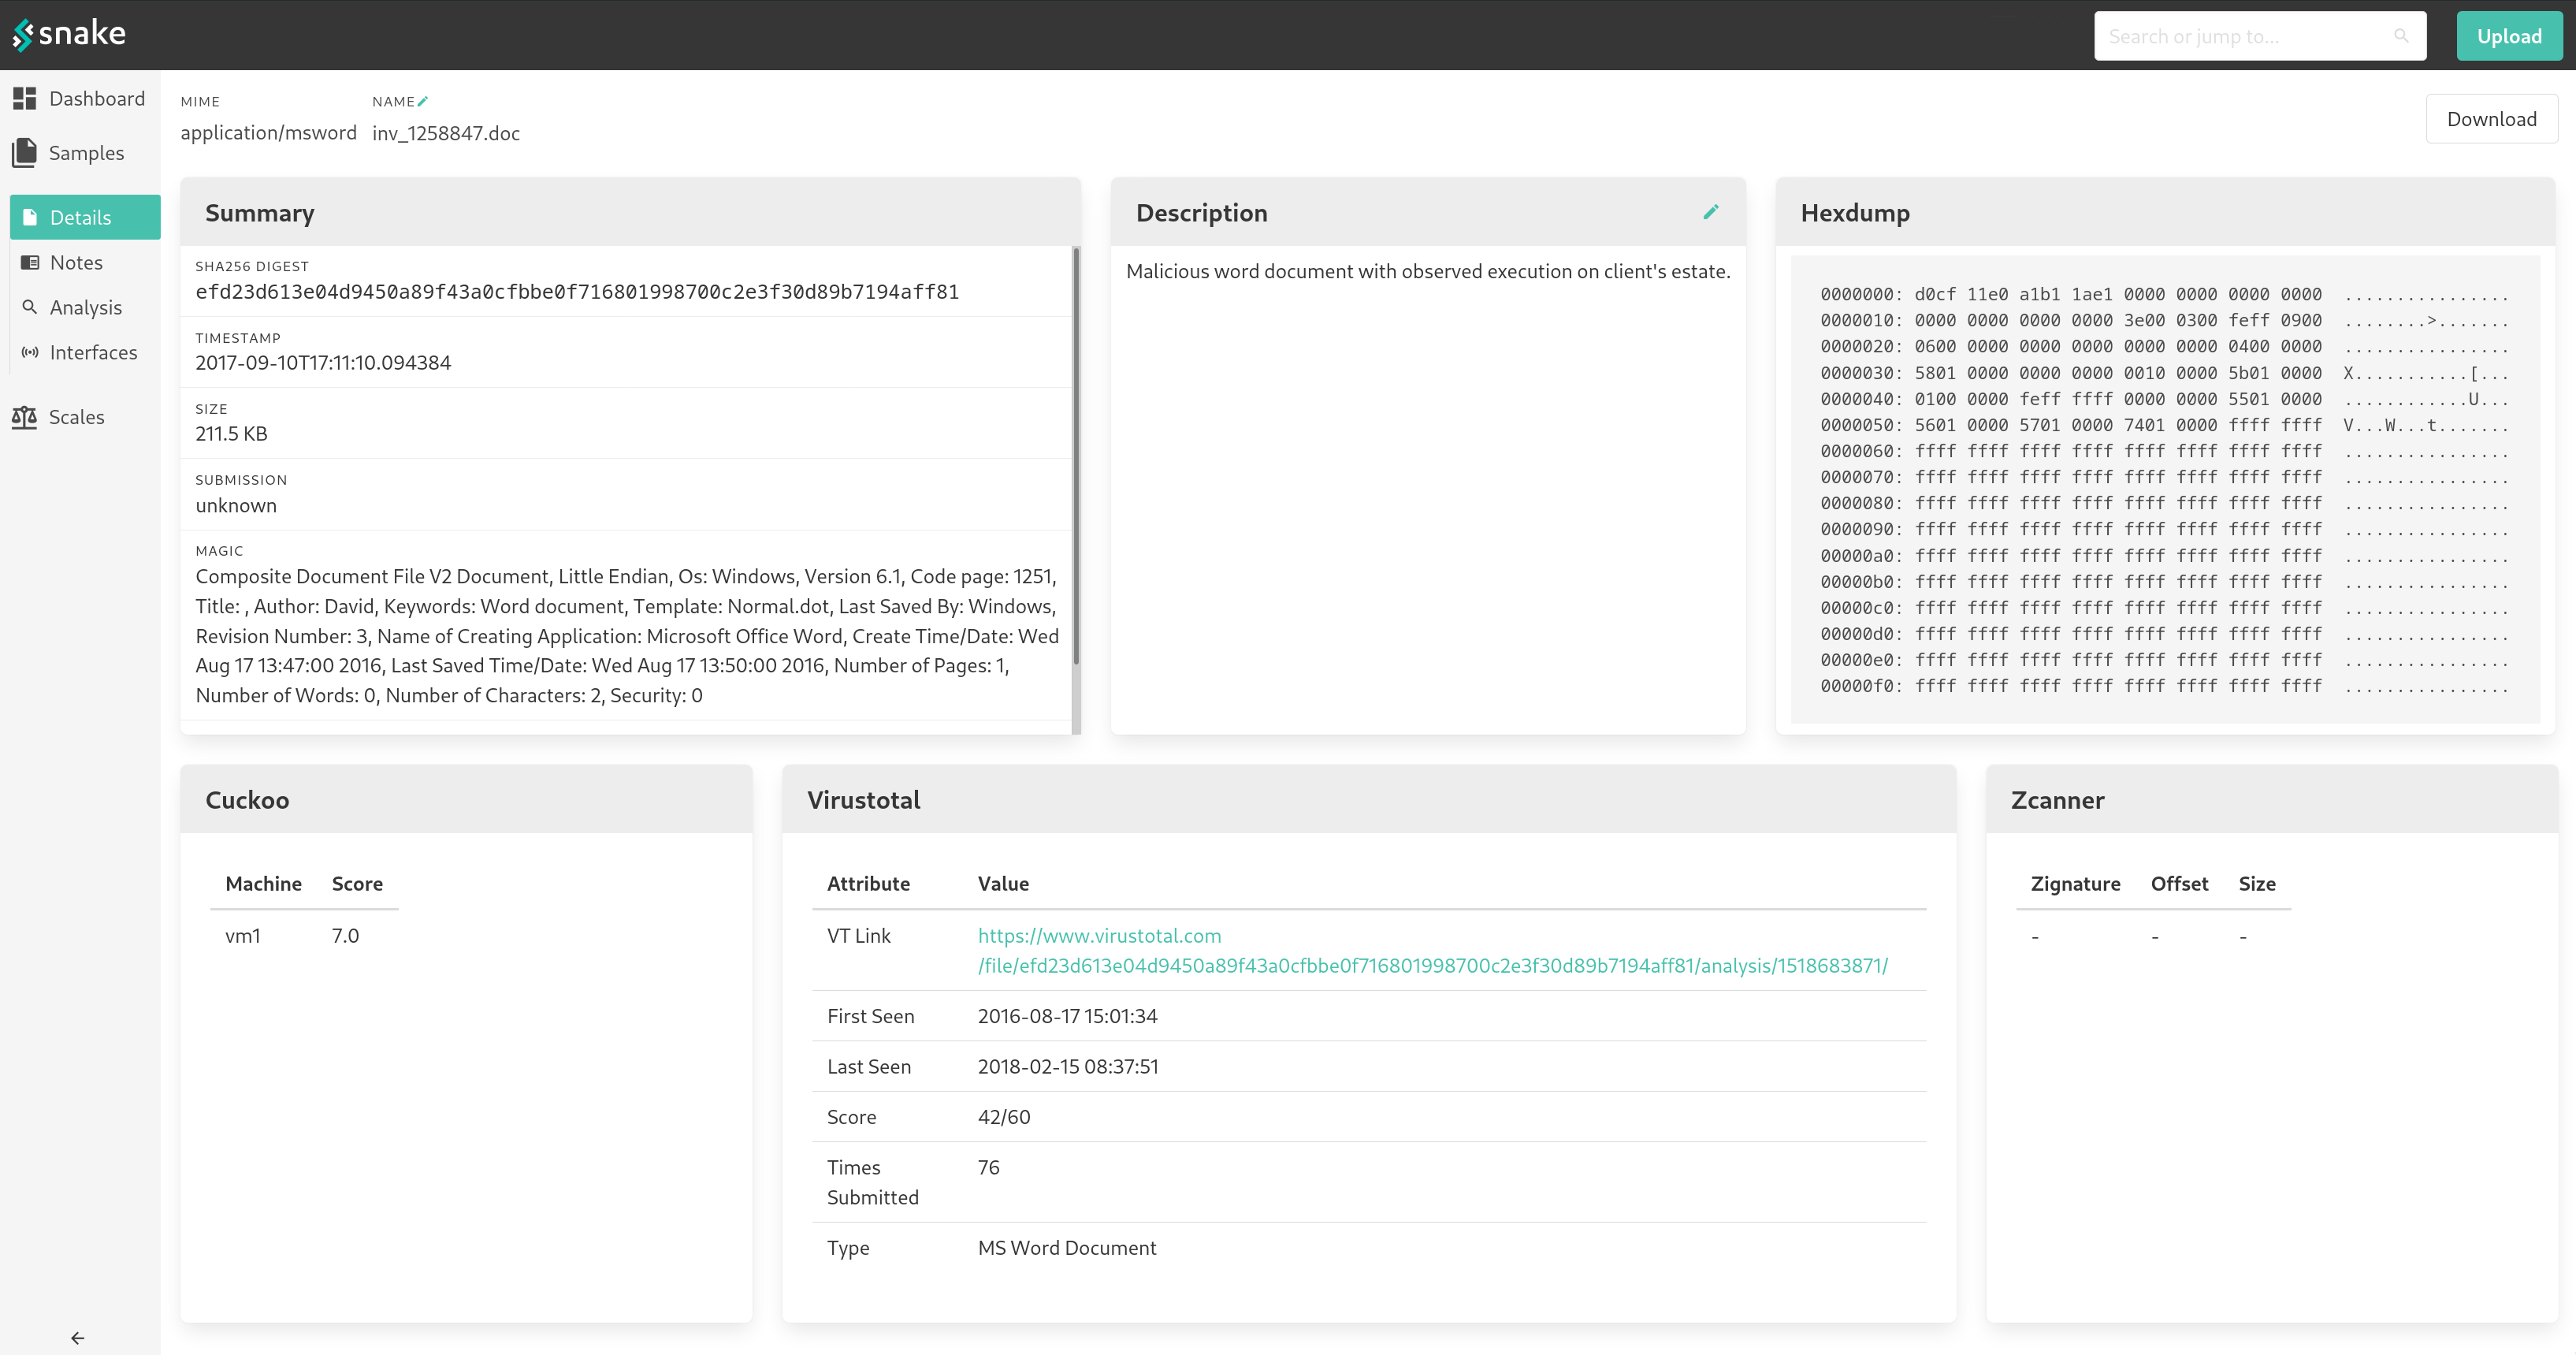 snake
Search or jump to...
Upload
Dashboard
Samples
Details
Notes
Analysis
Interfaces
Scales
MIME
application/msword
NAME
inv_1258847.doc
Download
Summary
SHA256 DIGEST
efd23d613e04d9450a89f43a0cfbbe0f716801998700c2e3f30d89b7194aff81
TIMESTAMP
2017-09-10T17:11:10.094384
SIZE
211.5 KB
SUBMISSION
unknown
MAGIC
Composite Document File V2 Document, Little Endian, Os: Windows, Version 6.1, Code page: 1251,
Title: , Author: David, Keywords: Word document, Template: Normal.dot, Last Saved By: Windows,
Revision Number: 3, Name of Creating Application: Microsoft Office Word, Create Time/Date: Wed
Aug 17 13:47:00 2016, Last Saved Time/Date: Wed Aug 17 13:50:00 2016, Number of Pages: 1,
Number of Words: 0, Number of Characters: 2, Security: 0
Description
Malicious word document with observed execution on client's estate.
Hexdump
0000000: d0cf 11e0 a1b1 1ae1 0000 0000 0000 0000  ................
0000010: 0000 0000 0000 0000 3e00 0300 feff 0900  ........>.......
0000020: 0600 0000 0000 0000 0000 0000 0400 0000  ................
0000030: 5801 0000 0000 0000 0010 0000 5b01 0000  X...........[...
0000040: 0100 0000 feff ffff 0000 0000 5501 0000  ............U...
0000050: 5601 0000 5701 0000 7401 0000 ffff ffff  V...W...t.......
0000060: ffff ffff ffff ffff ffff ffff ffff ffff  ................
0000070: ffff ffff ffff ffff ffff ffff ffff ffff  ................
0000080: ffff ffff ffff ffff ffff ffff ffff ffff  ................
0000090: ffff ffff ffff ffff ffff ffff ffff ffff  ................
00000a0: ffff ffff ffff ffff ffff ffff ffff ffff  ................
00000b0: ffff ffff ffff ffff ffff ffff ffff ffff  ................
00000c0: ffff ffff ffff ffff ffff ffff ffff ffff  ................
00000d0: ffff ffff ffff ffff ffff ffff ffff ffff  ................
00000e0: ffff ffff ffff ffff ffff ffff ffff ffff  ................
00000f0: ffff ffff ffff ffff ffff ffff ffff ffff  ................
Cuckoo
Machine Score
vm1 7.0
Virustotal
Attribute Value
VT Link https://www.virustotal.com
/file/efd23d613e04d9450a89f43a0cfbbe0f716801998700c2e3f30d89b7194aff81/analysis/1518683871/
First Seen 2016-08-17 15:01:34
Last Seen 2018-02-15 08:37:51
Score 42/60
Times 76
Submitted
Type MS Word Document
Zcanner
Zignature Offset Size
- - -